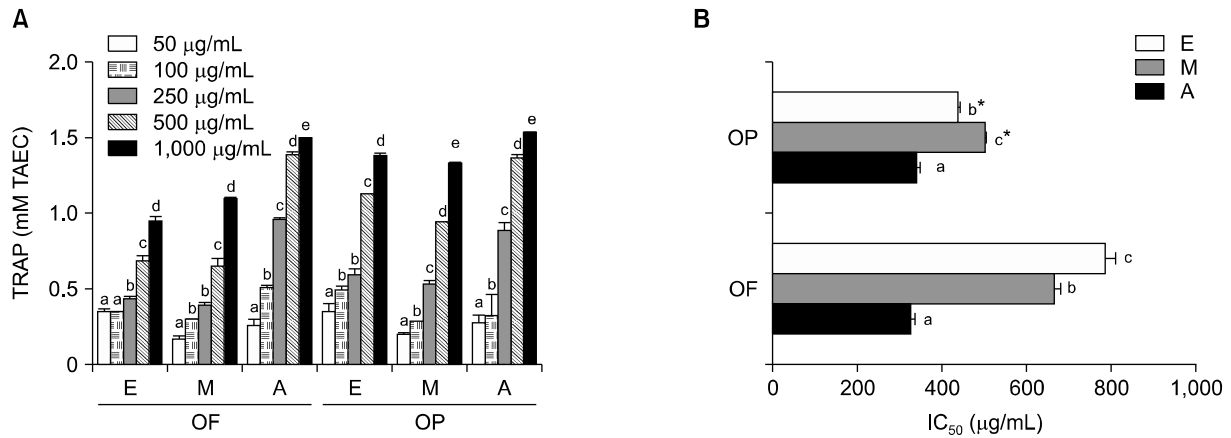 A
50 μg/mL
100 μg/mL
250 μg/mL
500 μg/mL
1,000 μg/mL
TRAP (mM TAEC)
2.0
1.5
1.0
0.5
0
a a b c d
a b b c d
a b c d e
a b b c d
a b c d e
a b c d e
E M A E M A
OF OP
B
E
M
A
OP
b*
c*
a
OF
c
b
a
0 200 400 600 800 1,000
IC50 (μg/mL)